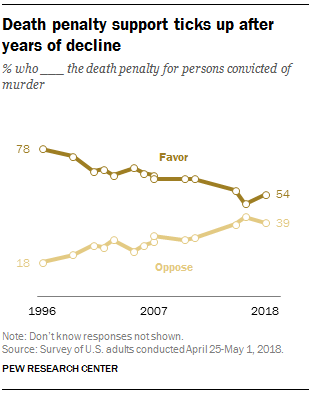 Death penalty support ticks up after
years of decline
% who ___ the death penalty for persons convicted of
murder
78
Favor
54
39
18
Oppose
1996
2007
2018
Note: Don't know responses not shown.
Source: Survey of U.S. adults conducted April 25-May 1, 2018.
PEW RESEARCH CENTER